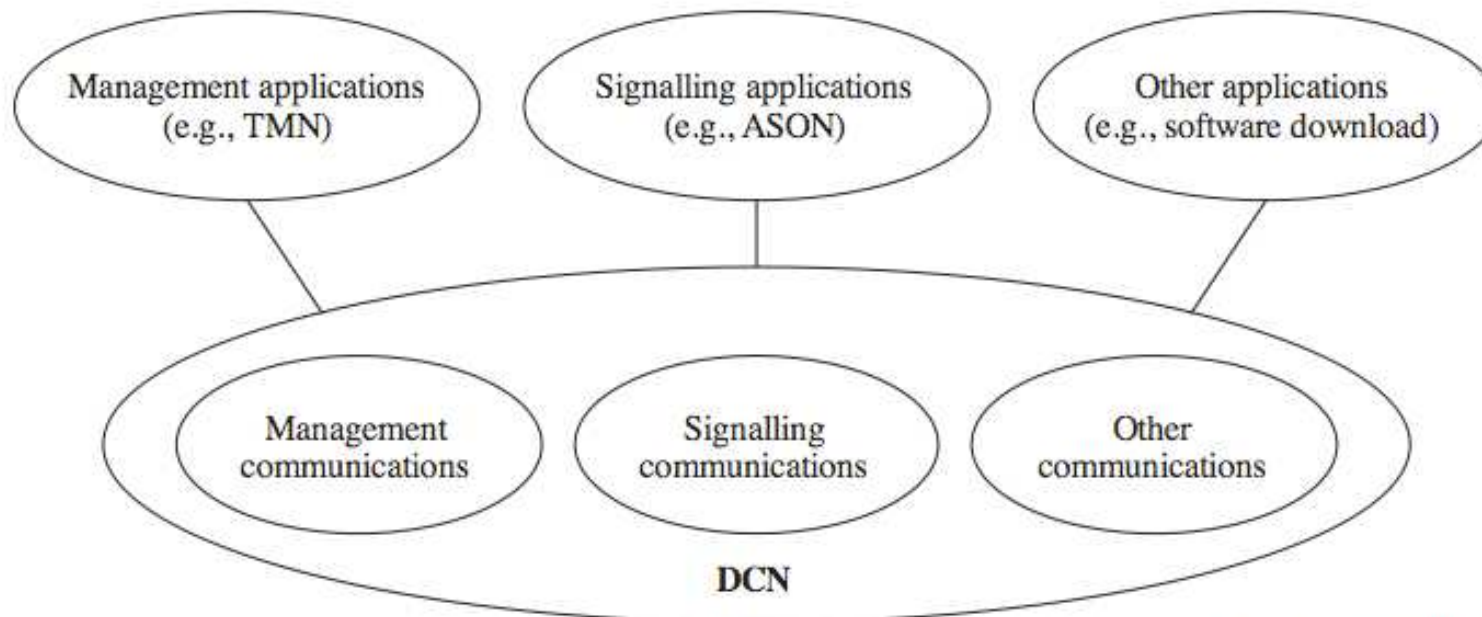 Management applications
(e.g., TMN)
Signalling applications
(e.g., ASON)
Other applications
(e.g., software download)
Management
communications
Signalling
communications
Other
communications
DCN